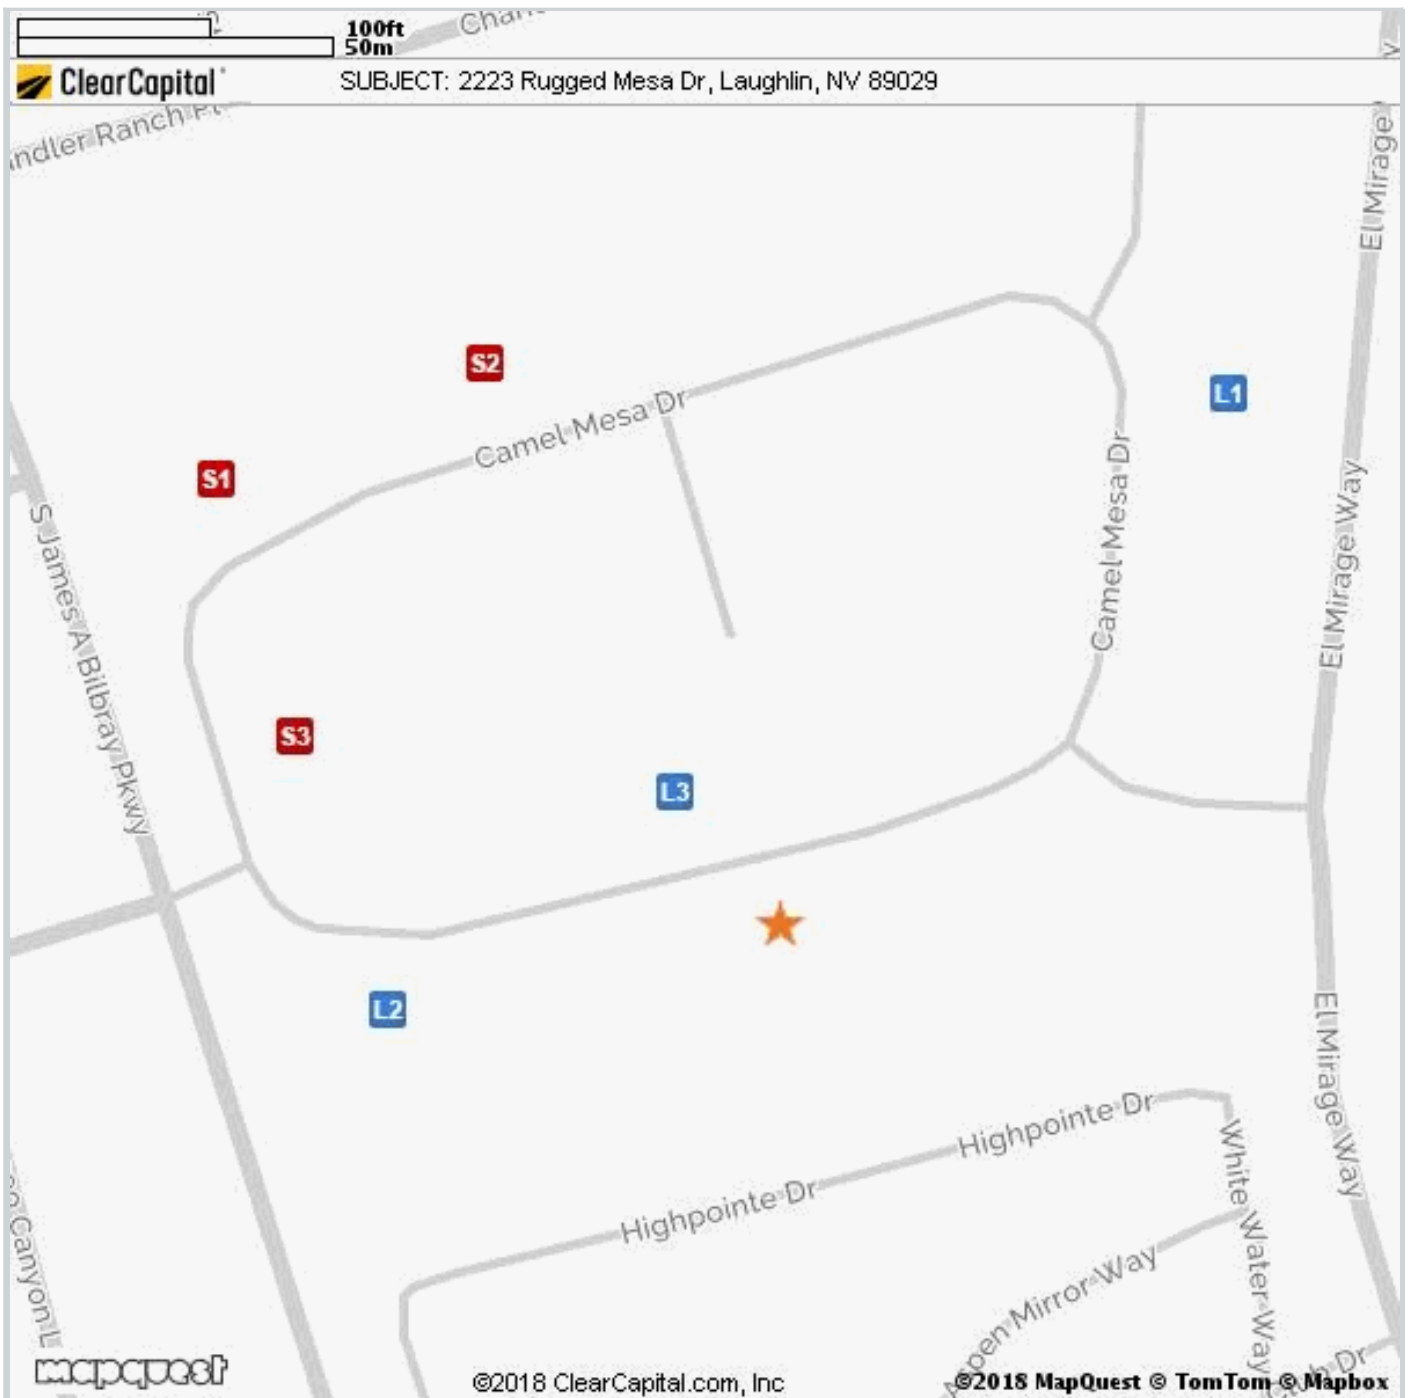 100ft
50m
ClearCapital
SUBJECT: 2223 Rugged Mesa Dr, Laughlin, NV 89029
El Mirage
S2
L1
Camel Mesa Dr
S1
Camel Mesa Dr
S James A Bilbray Pkwy
El Mirage Way
S3
L3
L2
El Mirage Way
Highpointe Dr
Highpointe Dr
White Water Way
Canyon L
Mirror Way
Dr
mapquest
©2018 ClearCapital.com, Inc
©2018 MapQuest © TomTom © Mapbox